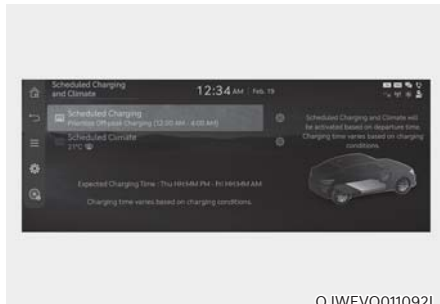 Scheduled Charging
and Climate
12:34 AM Feb. 19
Scheduled Charging
Prioritize Off-peak Charging (12:00 AM - 4:00 AM)
Scheduled Climate
21°C
Scheduled Charging and Climate will
be activated based on departure time.
Charging time varies based on charging
conditions.
Expected Charging Time : Thu HH:MM PM - Fri HH:MM AM
Charging time varies based on charging conditions.
OJWEVQ011092L